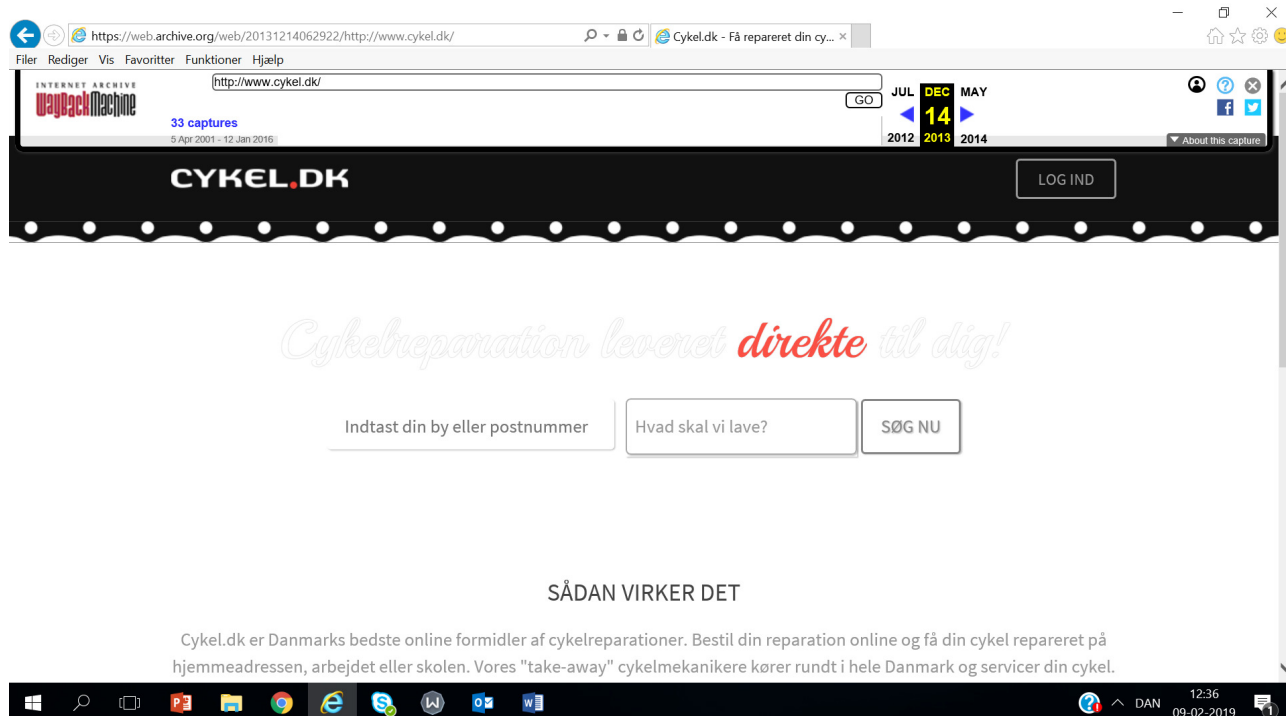 https://web.archive.org/web/20131214062922/http://www.cykel.dk/
Cykel.dk - Få repareret din cy...
Filer Rediger Vis Favoritter Funktioner Hjælp
INTERNET ARCHIVE
WayBackMachine
http://www.cykel.dk/
GO
JUL DEC MAY
14
33 captures
5 Apr 2001 - 12 Jan 2016
2012 2013 2014
About this capture
CYKEL.DK
LOG IND
Cykelreparation leveret direkte til dig!
Indtast din by eller postnummer
Hvad skal vi lave?
SØG NU
SÅDAN VIRKER DET
Cykel.dk er Danmarks bedste online formidler af cykelreparationer. Bestil din reparation online og få din cykel repareret på
hjemmeadressen, arbejdet eller skolen. Vores "take-away" cykelmekanikere kører rundt i hele Danmark og servicer din cykel.
DAN
12:36
09-02-2019